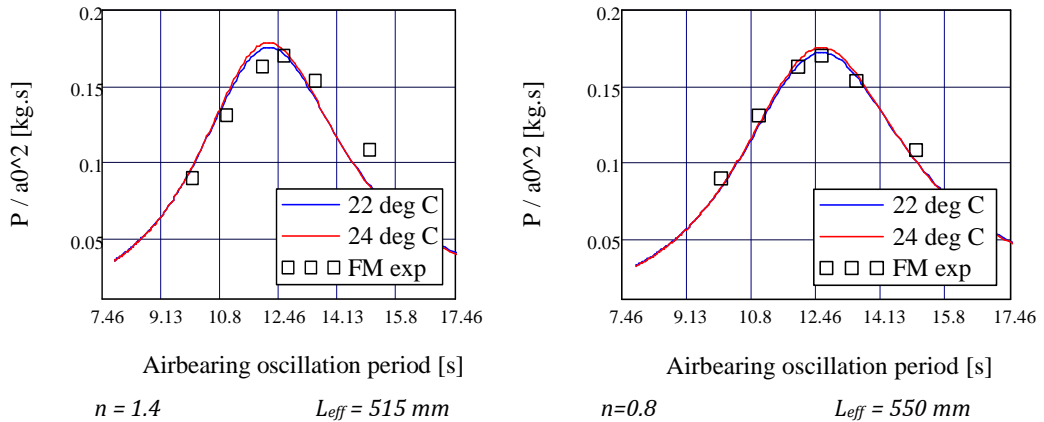 0.2
0.15
0.1
0.05
P / a0^2 [kg.s]
22 deg C
24 deg C
FM exp
7.46 9.13 10.8 12.46 14.13 15.8 17.46
Airbearing oscillation period [s]
n = 1.4 Leff = 515 mm
0.2
0.15
0.1
0.05
P / a0^2 [kg.s]
22 deg C
24 deg C
FM exp
7.46 9.13 10.8 12.46 14.13 15.8 17.46
Airbearing oscillation period [s]
n=0.8 Leff = 550 mm